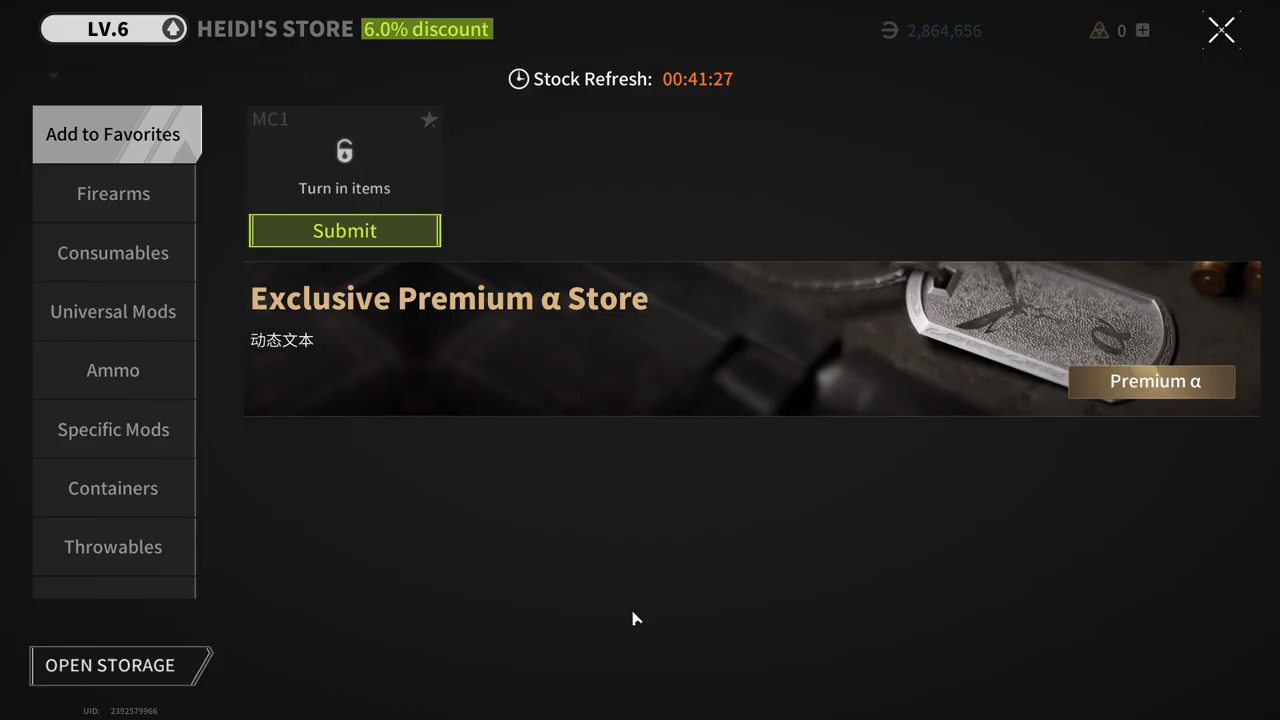 LV.6
HEIDI'S STORE 6.0% discount
2,864,656
0
Stock Refresh: 00:41:27
Add to Favorites
Firearms
Consumables
Universal Mods
Ammo
Specific Mods
Containers
Throwables
OPEN STORAGE
MC1
Turn in items
Submit
Exclusive Premium α Store
动态文本
Premium α
UID: 2392579966